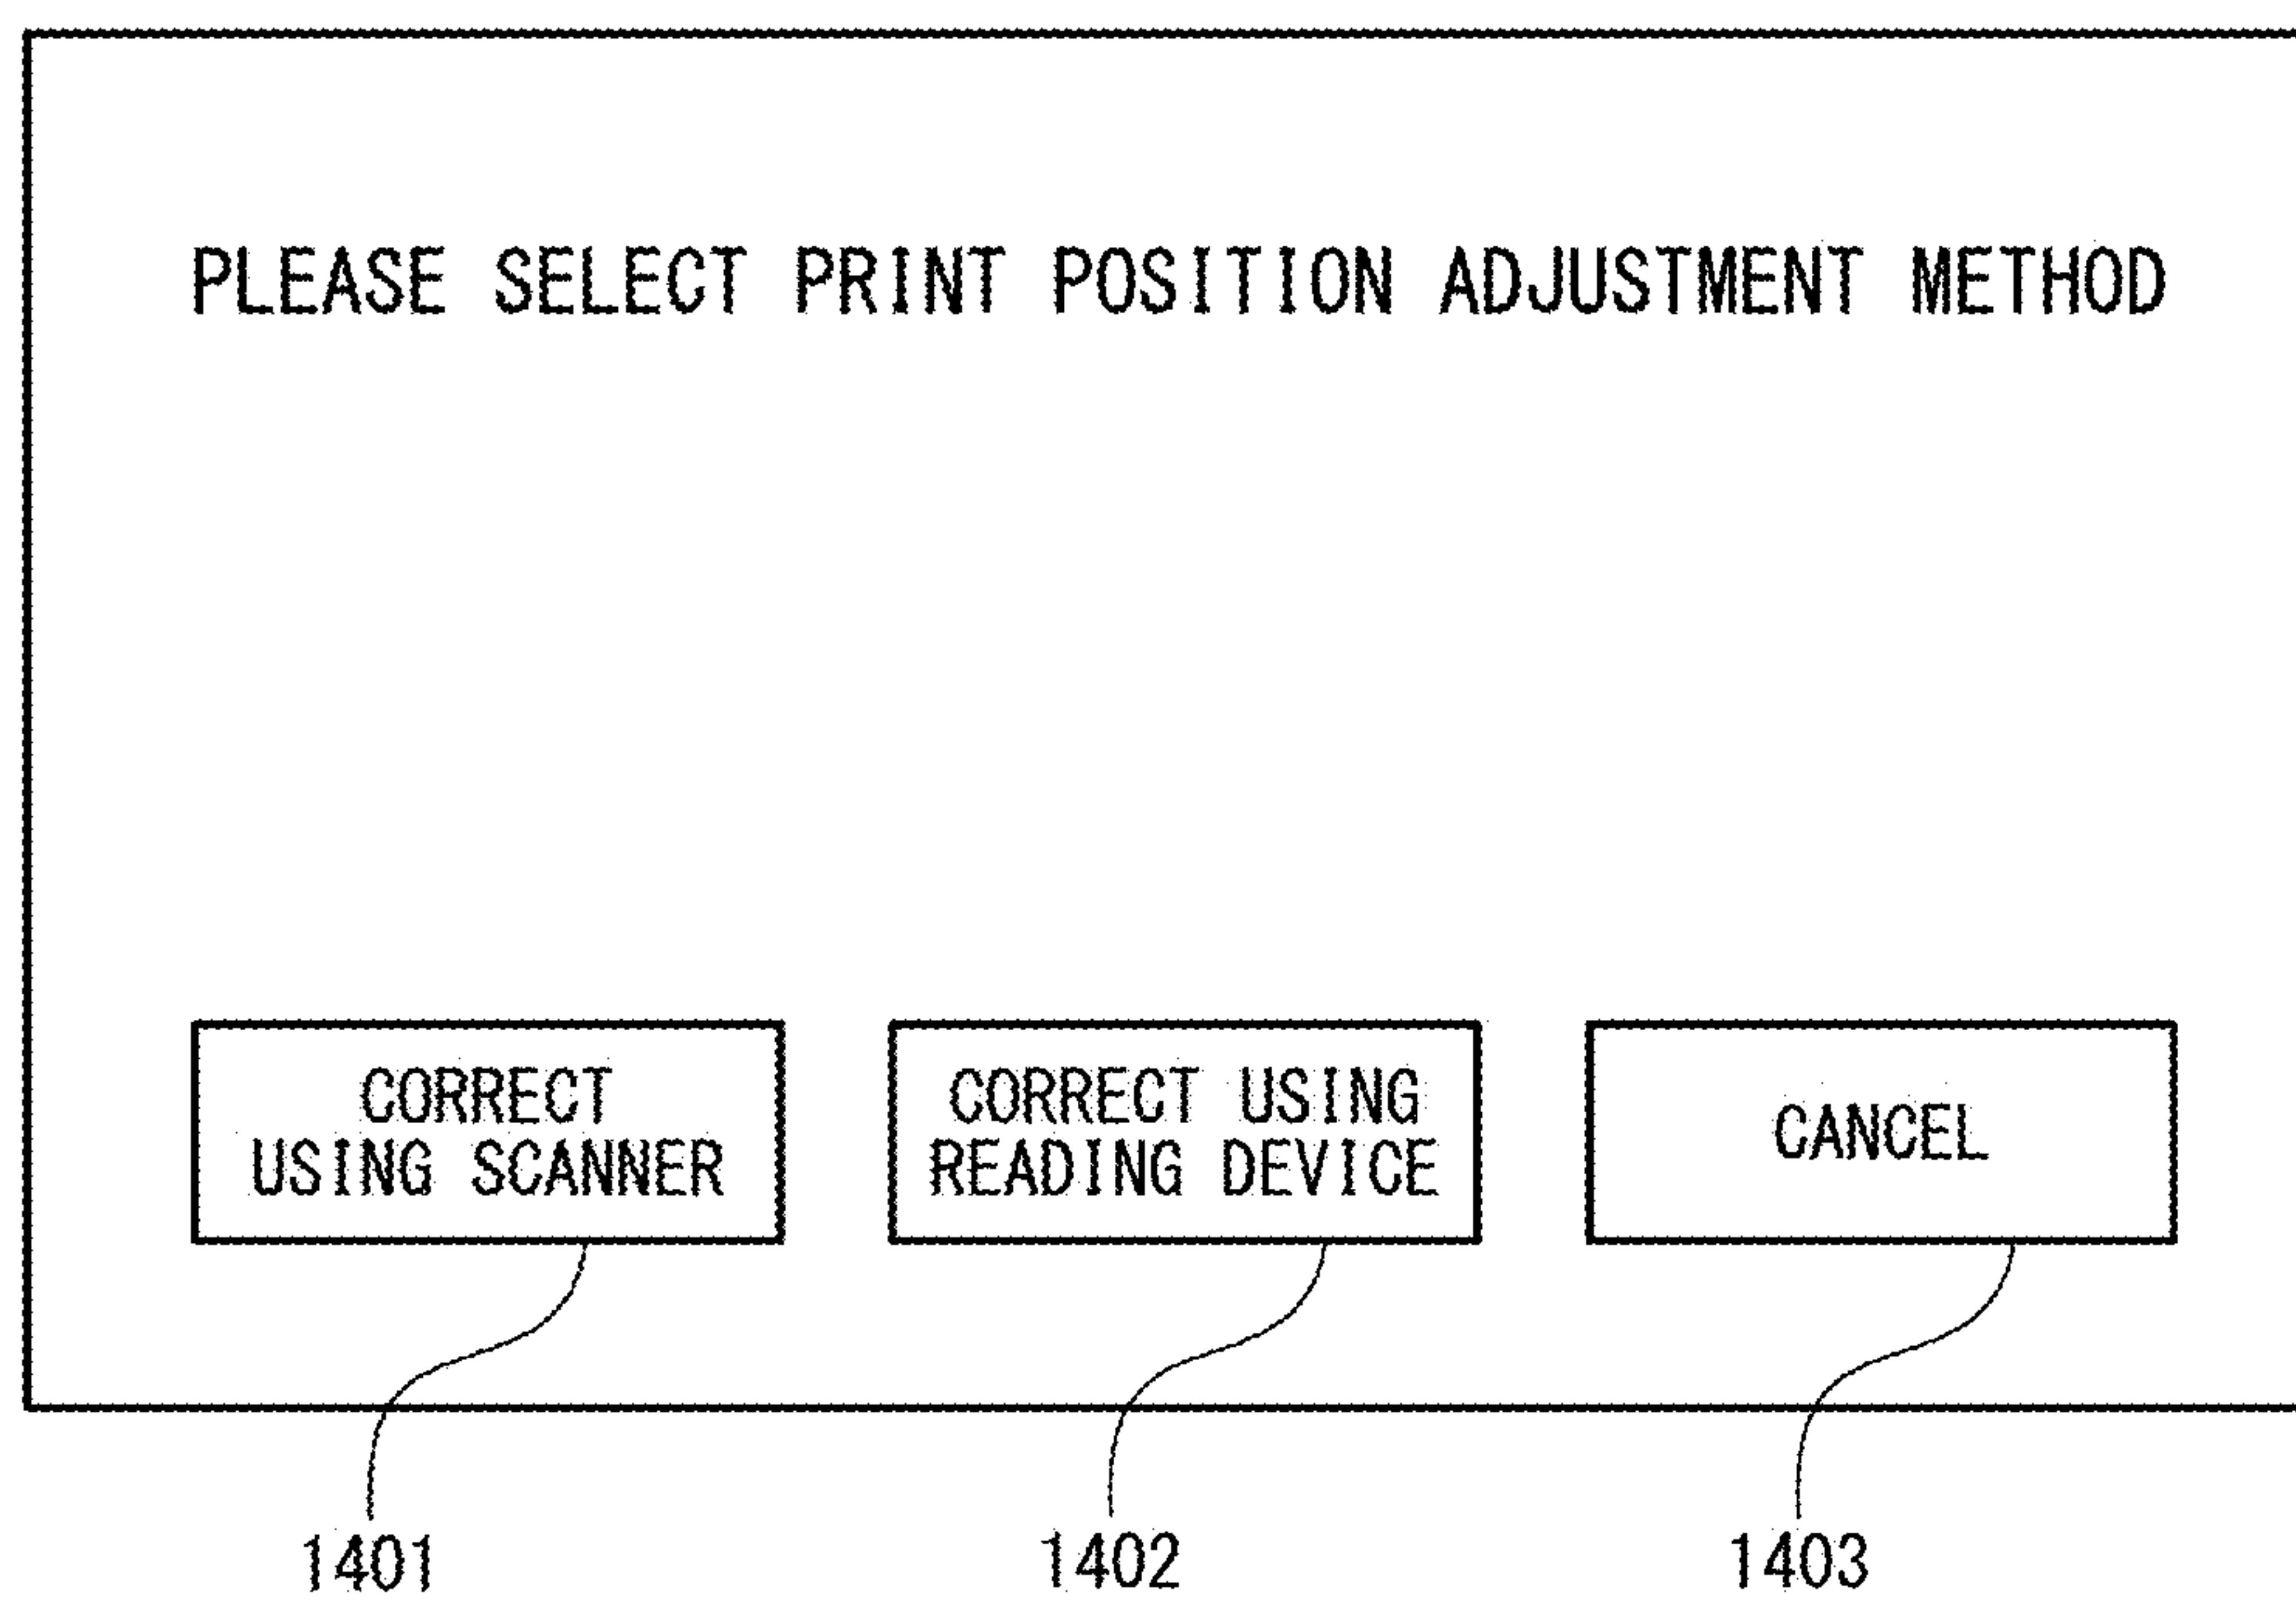 PLEASE SELECT PRINT POSITION ADJUSTMENT METHOD
CORRECT
USING SCANNER
CORRECT USING
READING DEVICE
CANCEL
1401
1402
1403